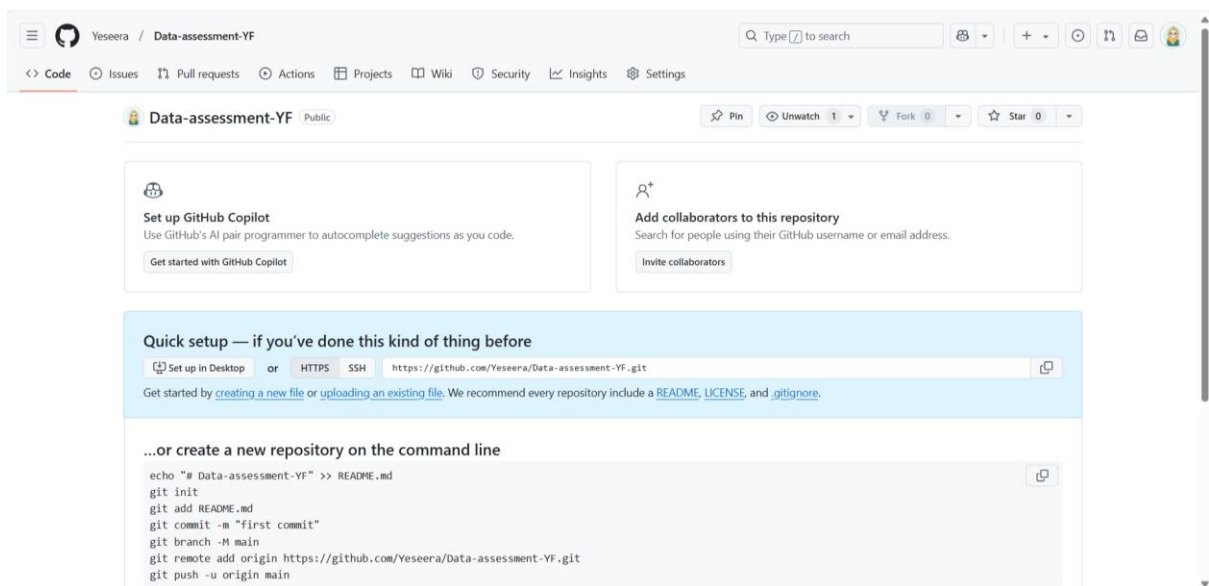 Yeseera / Data-assessment-YF
Type / to search
Code Issues Pull requests Actions Projects Wiki Security Insights Settings
Data-assessment-YF Public
Pin Unwatch 1 Fork 0 Star 0
Set up GitHub Copilot
Use GitHub's AI pair programmer to autocomplete suggestions as you code.
Get started with GitHub Copilot
Add collaborators to this repository
Search for people using their GitHub username or email address.
Invite collaborators
Quick setup — if you've done this kind of thing before
Set up in Desktop or HTTPS SSH https://github.com/Yeseera/Data-assessment-YF.git
Get started by creating a new file or uploading an existing file. We recommend every repository include a README, LICENSE, and .gitignore.
...or create a new repository on the command line
echo "# Data-assessment-YF" >> README.md
git init
git add README.md
git commit -m "first commit"
git branch -M main
git remote add origin https://github.com/Yeseera/Data-assessment-YF.git
git push -u origin main